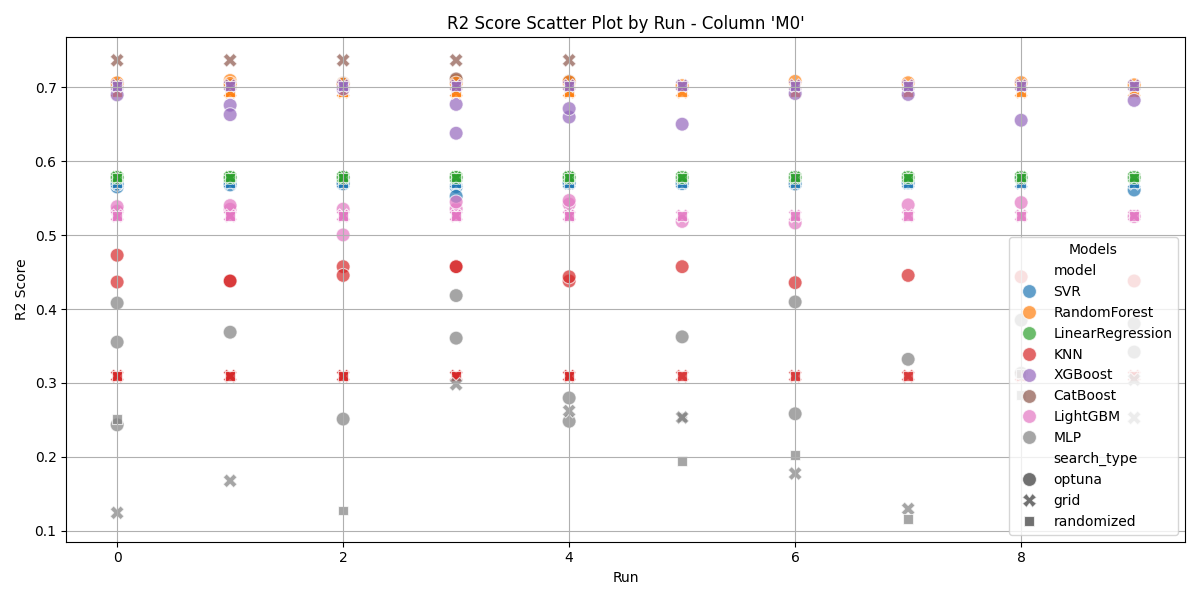 R2 Score Scatter Plot by Run - Column 'M0'
R2 Score
0.7
0.6
0.5
0.4
0.3
0.2
0.1
0
2
4
6
8
Run
Models
model
SVR
RandomForest
LinearRegression
KNN
XGBoost
CatBoost
LightGBM
MLP
search_type
optuna
grid
randomized